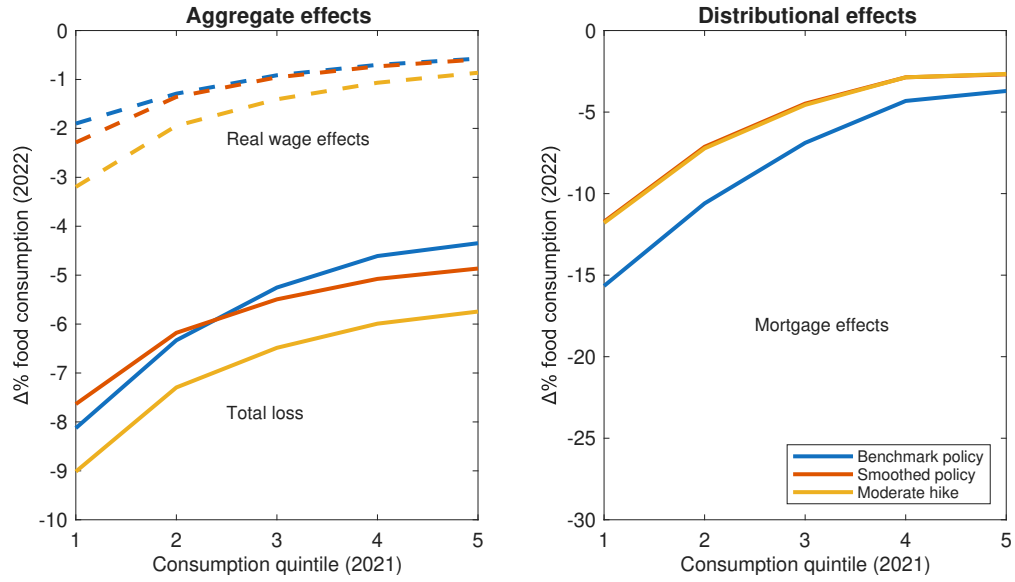 Aggregate effects
0
-1
-2
-3
-4
-5
-6
-7
-8
-9
-10
Δ% food consumption (2022)
Real wage effects
Total loss
1 2 3 4 5
Consumption quintile (2021)
Distributional effects
0
-5
-10
-15
-20
-25
-30
Δ% food consumption (2022)
Mortgage effects
Benchmark policy
Smoothed policy
Moderate hike
1 2 3 4 5
Consumption quintile (2021)